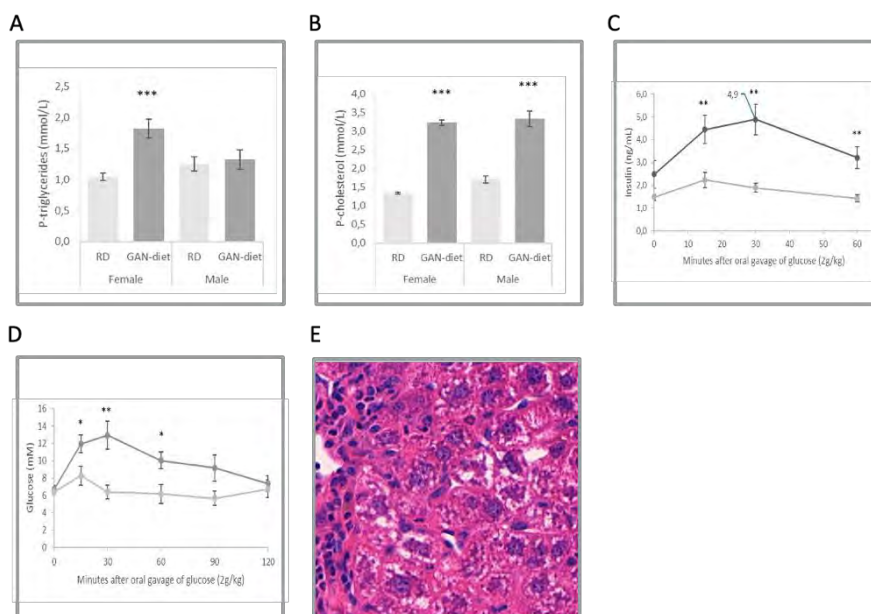 A
P-triglycerides (mmol/L)
2,5
2,0
1,5
1,0
0,5
0,0
***
RD GAN-diet RD GAN-diet
Female Male
B
P-cholesterol (mmol/L)
4,0
3,5
3,0
2,5
2,0
1,5
1,0
0,5
0,0
*** ***
RD GAN-diet RD GAN-diet
Female Male
C
Insulin (ng/mL)
6,0
5,0
4,0
3,0
2,0
1,0
0,0
** 4,9 ** **
0 10 20 30 40 50 60
Minutes after oral gavage of glucose (2g/kg)
D
Glucose (mM)
16
14
12
10
8
6
4
2
0
* ** *
0 30 60 90 120
Minutes after oral gavage of glucose (2g/kg)
E